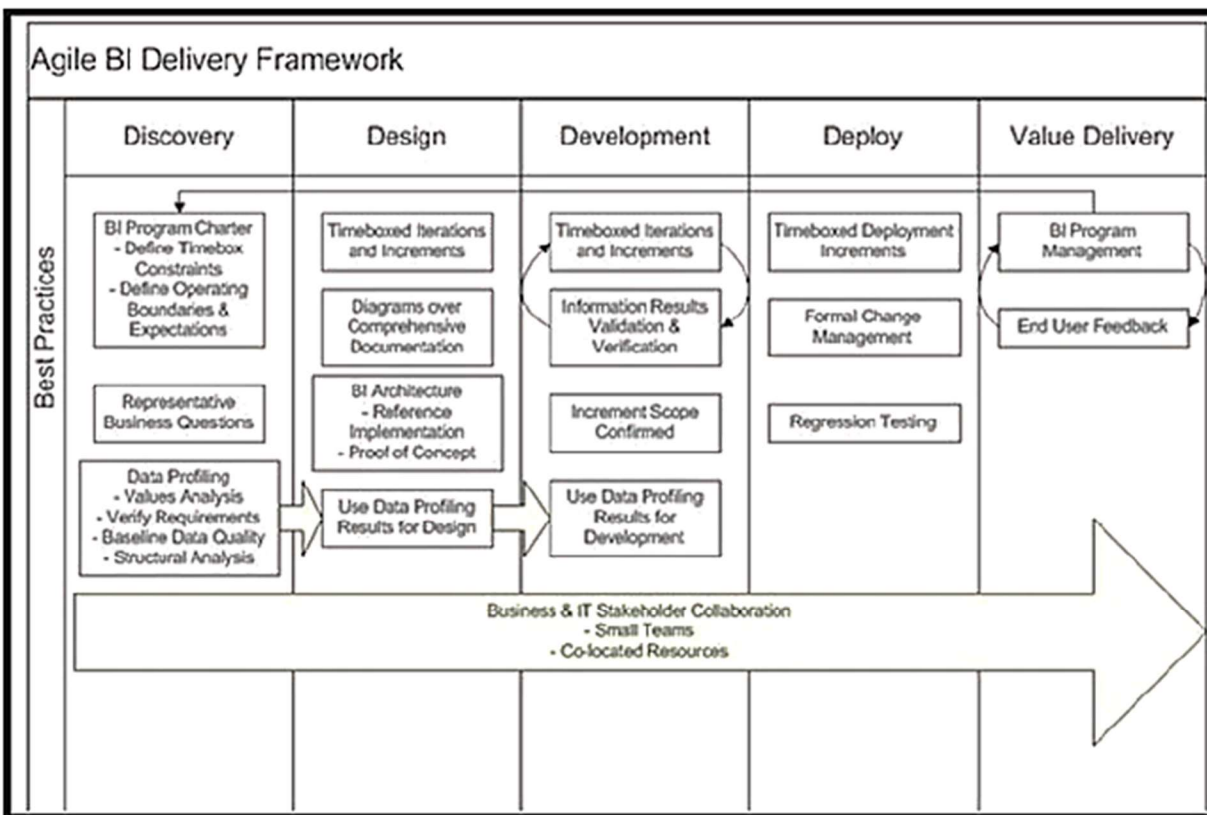 Agile BI Delivery Framework
Best Practices
Discovery
Design
Development
Deploy
Value Delivery
BI Program Charter
- Define Timebox
Constraints
- Define Operating
Boundaries &
Expectations
Representative
Business Questions
Data Profiling
- Values Analysis
- Verify Requirements
- Baseline Data Quality
- Structural Analysis
Timeboxed Iterations
and Increments
Diagrams over
Comprehensive
Documentation
BI Architecture
- Reference
Implementation
- Proof of Concept
Use Data Profiling
Results for Design
Timeboxed Iterations
and Increments
Information Results
Validation &
Verification
Increment Scope
Confirmed
Use Data Profiling
Results for
Development
Timeboxed Deployment
Increments
Formal Change
Management
Regression Testing
BI Program
Management
End User Feedback
Business & IT Stakeholder Collaboration
- Small Teams
- Co-located Resources